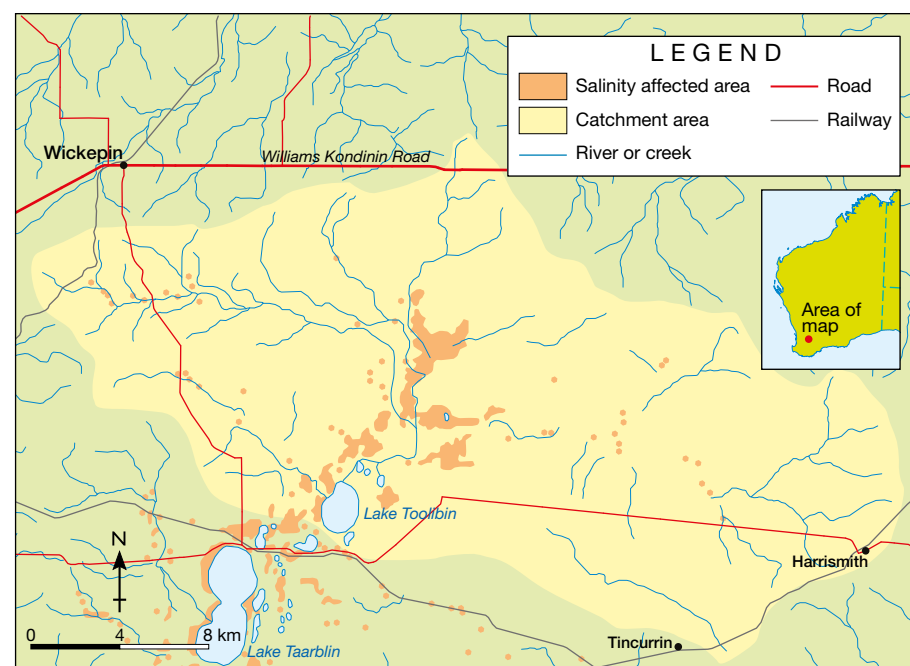 LEGEND
Salinity affected area
Road
Catchment area
Railway
River or creek
Wickepin
Williams Kondinin Road
Area of
map
Lake Toolibin
N
Harrismith
0 4 8 km
Tincurrin
Lake Taarblin